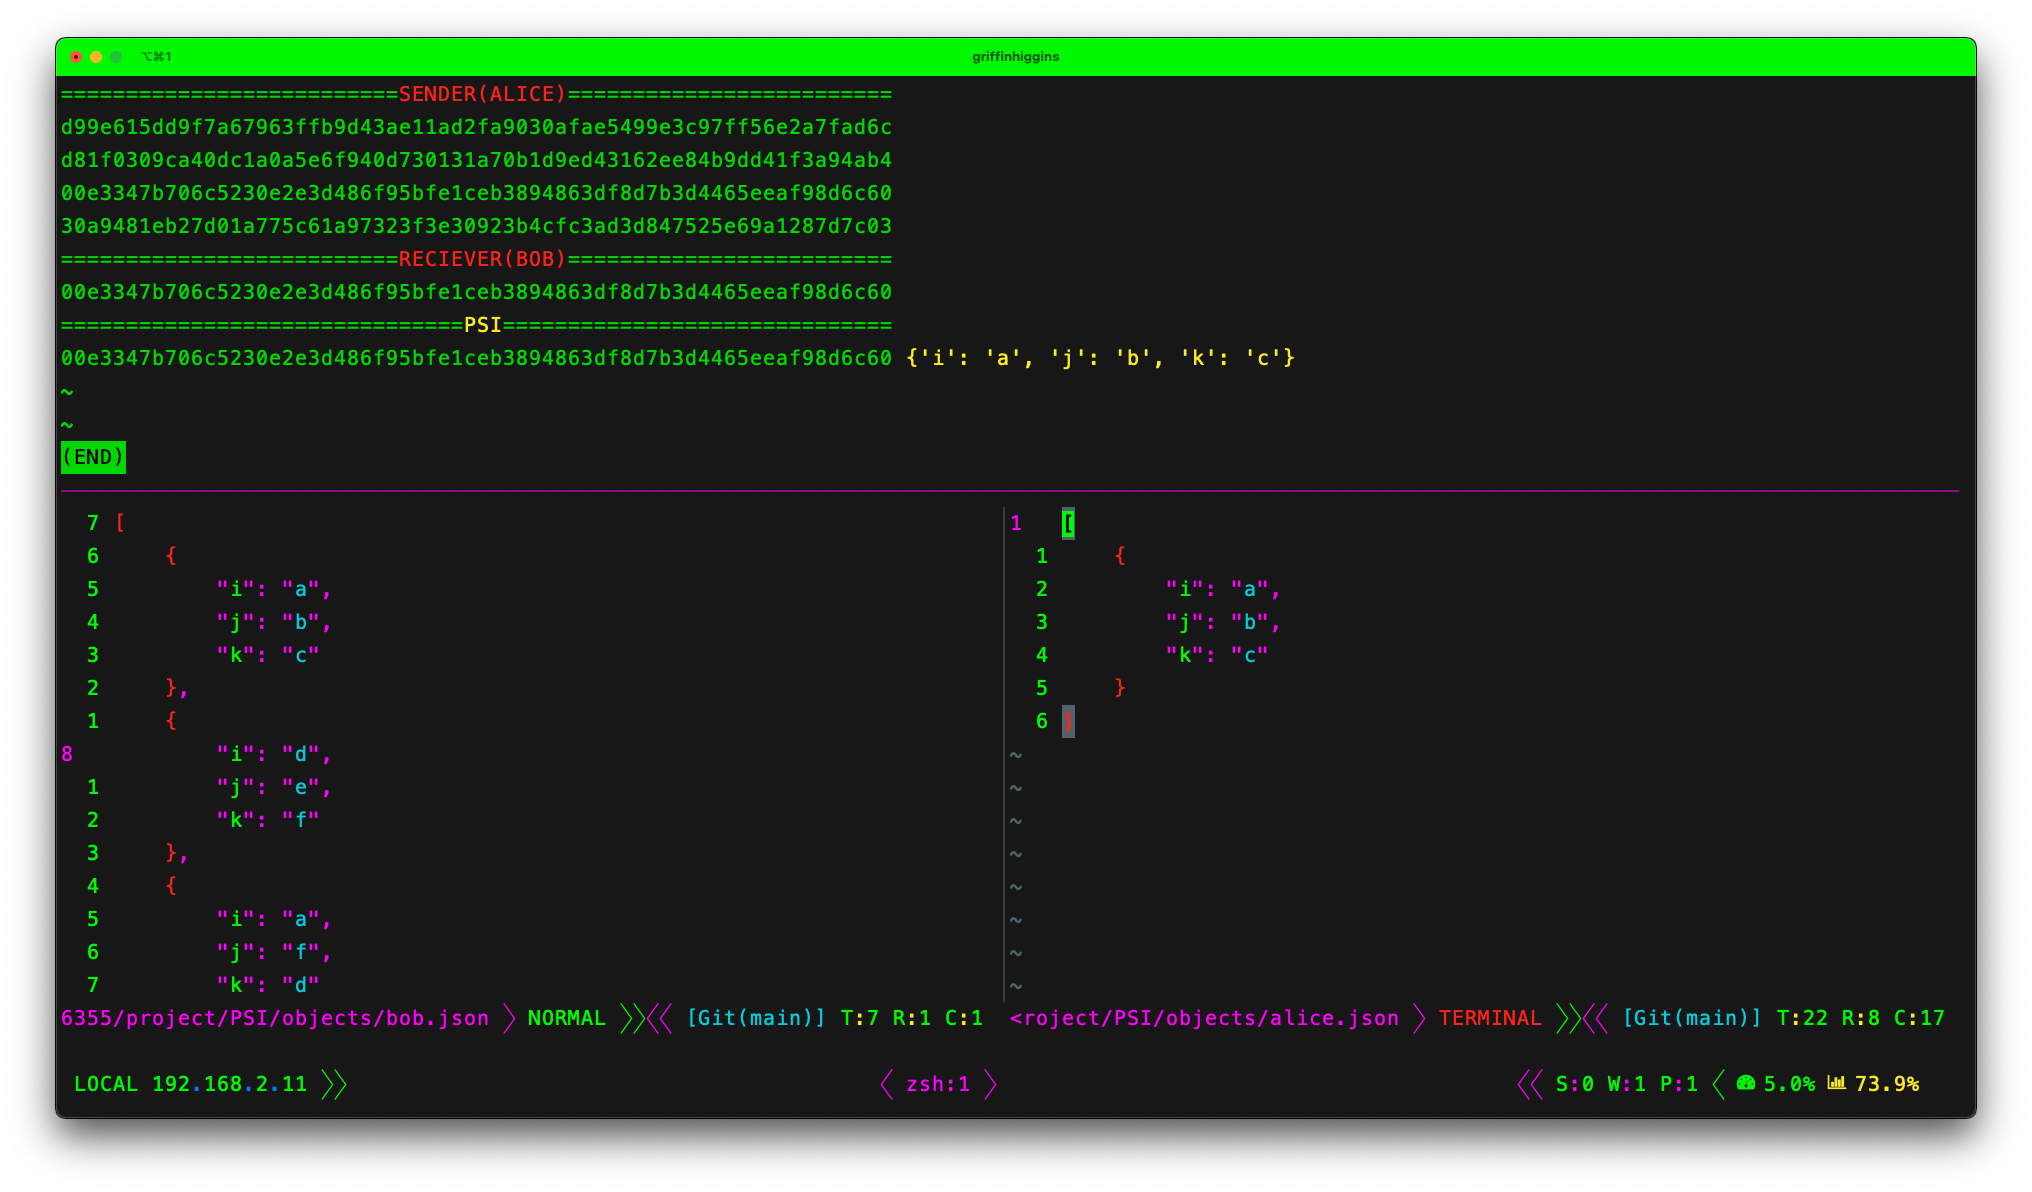 ⌥⌘1 griffinhiggins
==========================SENDER(ALICE)=========================
d99e615dd9f7a67963ffb9d43ae11ad2fa9030afae5499e3c97ff56e2a7fad6c
d81f0309ca40dc1a0a5e6f940d730131a70b1d9ed43162ee84b9dd41f3a94ab4
00e3347b706c5230e2e3d486f95bfe1ceb3894863df8d7b3d4465eeaf98d6c60
30a9481eb27d01a775c61a97323f3e30923b4cfc3ad3d847525e69a1287d7c03
==========================RECIEVER(BOB)=========================
00e3347b706c5230e2e3d486f95bfe1ceb3894863df8d7b3d4465eeaf98d6c60
===============================PSI==============================
00e3347b706c5230e2e3d486f95bfe1ceb3894863df8d7b3d4465eeaf98d6c60 {'i': 'a', 'j': 'b', 'k': 'c'}
~
~
(END)
7 [
6 {
5 "i": "a",
4 "j": "b",
3 "k": "c"
2 },
1 {
8 "i": "d",
1 "j": "e",
2 "k": "f"
3 },
4 {
5 "i": "a",
6 "j": "f",
7 "k": "d"
6355/project/PSI/objects/bob.json NORMAL [Git(main)] T:7 R:1 C:1
1 [
1 {
2 "i": "a",
3 "j": "b",
4 "k": "c"
5 }
6 ]
~
~
~
~
~
~
~
~
<roject/PSI/objects/alice.json TERMINAL [Git(main)] T:22 R:8 C:17
LOCAL 192.168.2.11 zsh:1 S:0 W:1 P:1 5.0% 73.9%